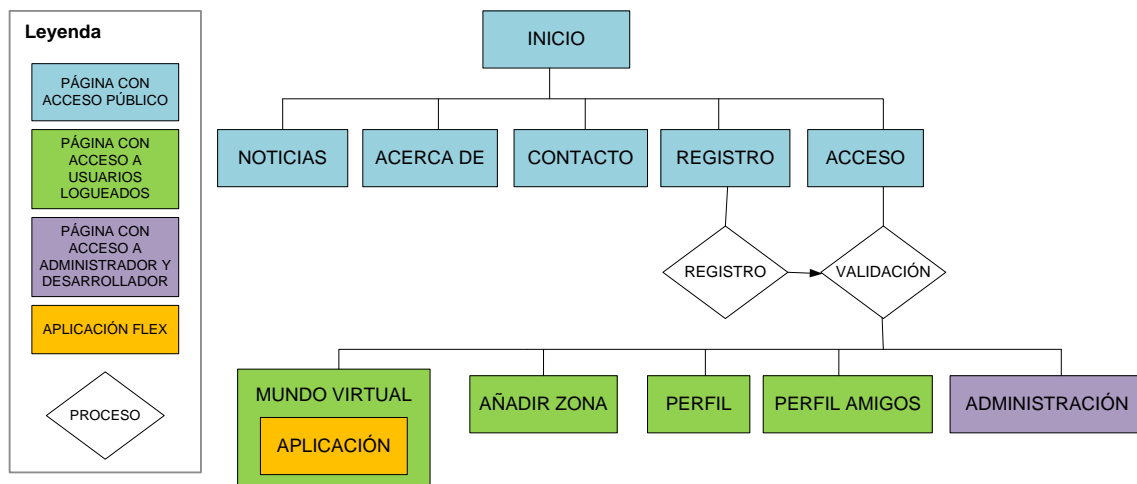 Leyenda
PÁGINA CON
ACCESO PÚBLICO
PÁGINA CON
ACCESO A
USUARIOS
LOGUEADOS
PÁGINA CON
ACCESO A
ADMINISTRADOR Y
DESARROLLADOR
APLICACIÓN FLEX
PROCESO
INICIO
NOTICIAS
ACERCA DE
CONTACTO
REGISTRO
ACCESO
REGISTRO
VALIDACIÓN
MUNDO VIRTUAL
APLICACIÓN
AÑADIR ZONA
PERFIL
PERFIL AMIGOS
ADMINISTRACIÓN